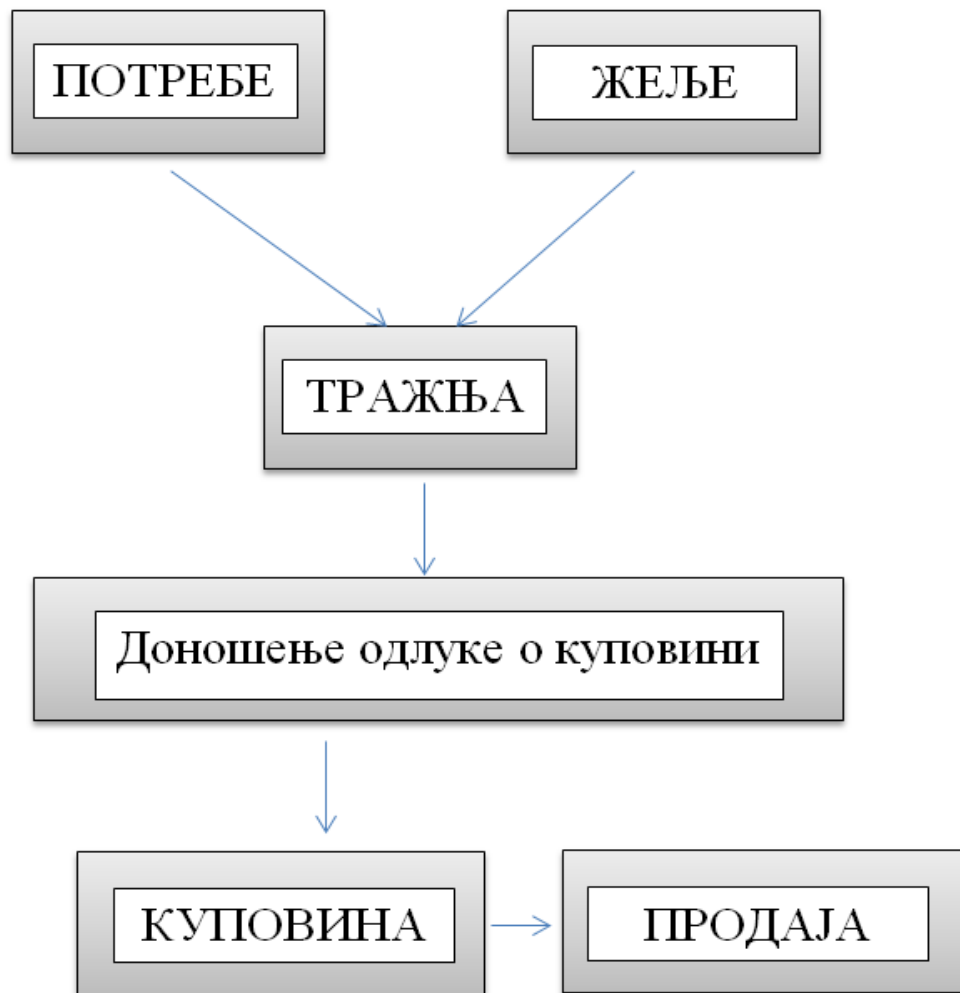 ПОТРЕБЕ
ЖЕЉЕ
ТРАЖЊА
Доношење одлуке о куповини
КУПОВИНА
ПРОДАЈА